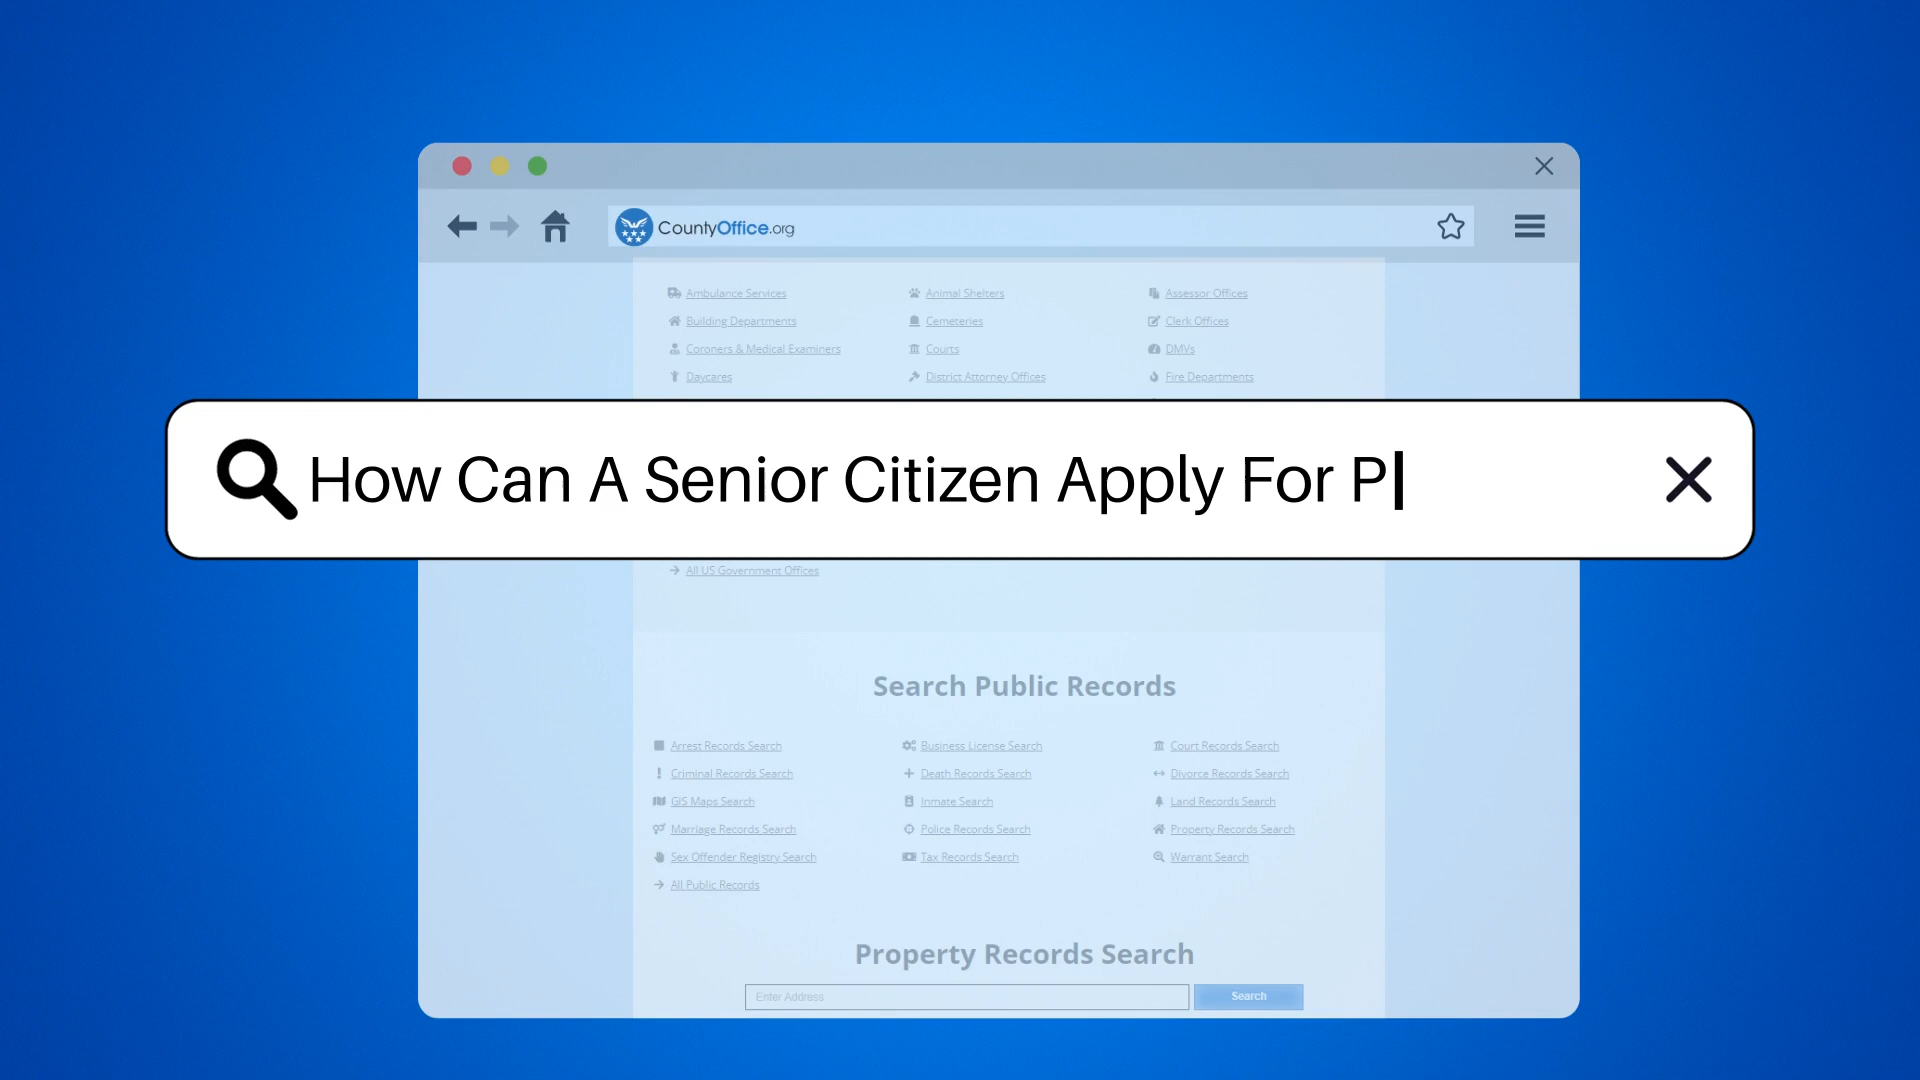 CountyOffice.org
Ambulance Services Animal Shelters Assessor Offices
Building Departments Cemeteries Clerk Offices
Coroners & Medical Examiners Courts DMVs
Daycares District Attorney Offices Fire Departments
How Can A Senior Citizen Apply For P
All US Government Offices
Search Public Records
Arrest Records Search Business License Search Court Records Search
Criminal Records Search Death Records Search Divorce Records Search
GIS Maps Search Inmate Search Land Records Search
Marriage Records Search Police Records Search Property Records Search
Sex Offender Registry Search Tax Records Search Warrant Search
All Public Records
Property Records Search
Enter Address Search